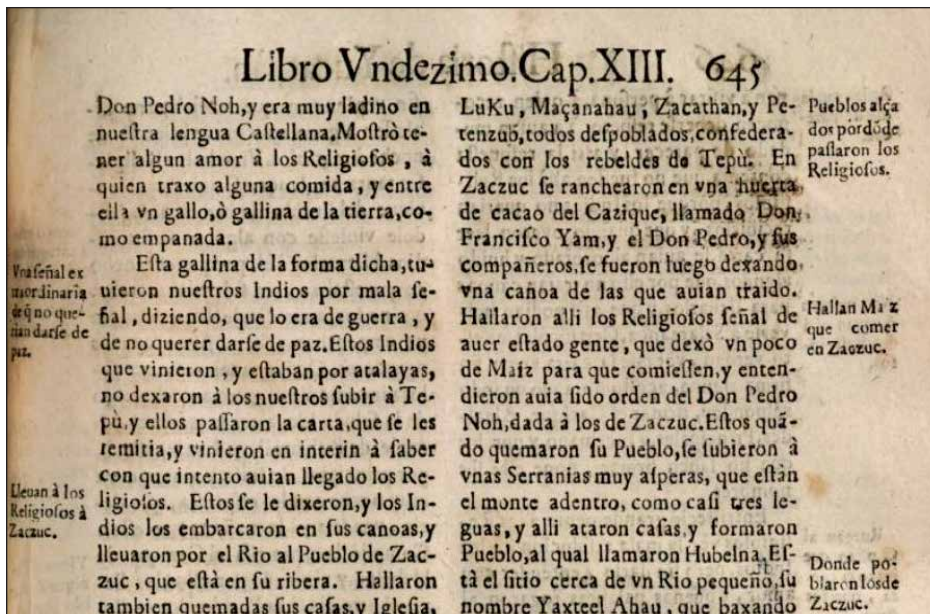 Libro Vndezimo.Cap.XIII. 645
Don Pedro Noh,y era muy ladino en
nueſtra lengua Caſtellana.Moſtrò te-
ner algun amor à los Religioſos , à
quien traxo alguna comida , y entre
ella vn gallo,ò gallina de la tierra,co-
mo empanada.
Eſta gallina de la forma dicha,tu-
uieron nueſtros Indios por mala ſe-
ñal , diziendo, que lo era de guerra , y
de no querer darſe de paz.Eſtos Indios
que vinieron , y eſtaban por atalayas,
no dexaron à los nueſtros ſubir à Te-
pù,y ellos paſſaron la carta,que ſe les
remitia,y vinieron en interin à ſaber
con que intento auian llegado los Re-
ligioſos. Eſtos ſe le dixeron,y los In-
dios los embarcaron en ſus canoas,y
lleuaron por el Rio al Pueblo de Zac-
zuc , que eſtà en ſu ribera. Hallaron
tambien quemadas ſus caſas,y Igleſia,
Vna ſeñal ex
traordinaria
de q̃ no que-
rian darſe de
paz.
Lleuan à los
Religioſos à
Zaczuc.
LuKu , Maçanahau , Zacathan,y Pe-
tenzub,todos deſpoblados,confedera-
dos con los rebeldes de Tepù. En
Zaczuc ſe ranchearon en vna huerta
de cacao del Cazique, llamado Don
Franciſco Yam,y el Don Pedro,y ſus
compañeros,ſe fueron luego dexando
vna canoa de las que auian traido.
Hallaron alli los Religioſos ſeñal de
auer eſtado gente , que dexò vn poco
de Maiz para que comieſſen,y enten-
dieron auia ſido orden del Don Pedro
Noh,dada à los de Zaczuc.Eſtos quã-
do quemaron ſu Pueblo,ſe ſubieron à
vnas Serranias muy aſperas, que eſtàn
el monte adentro, como caſi tres le-
guas, y alli ataron caſas,y formaron
Pueblo,al qual llamaron Hubelna.Eſ-
tà el ſitio cerca de vn Rio pequeño,ſu
nombre Yaxteel Ahau , que baxando
Pueblos alça
dos por dõde
paſſaron los
Religioſos.
Hallan Maiz
que comer
en Zaczuc.
Donde po-
blaron los de
Zaczuc.